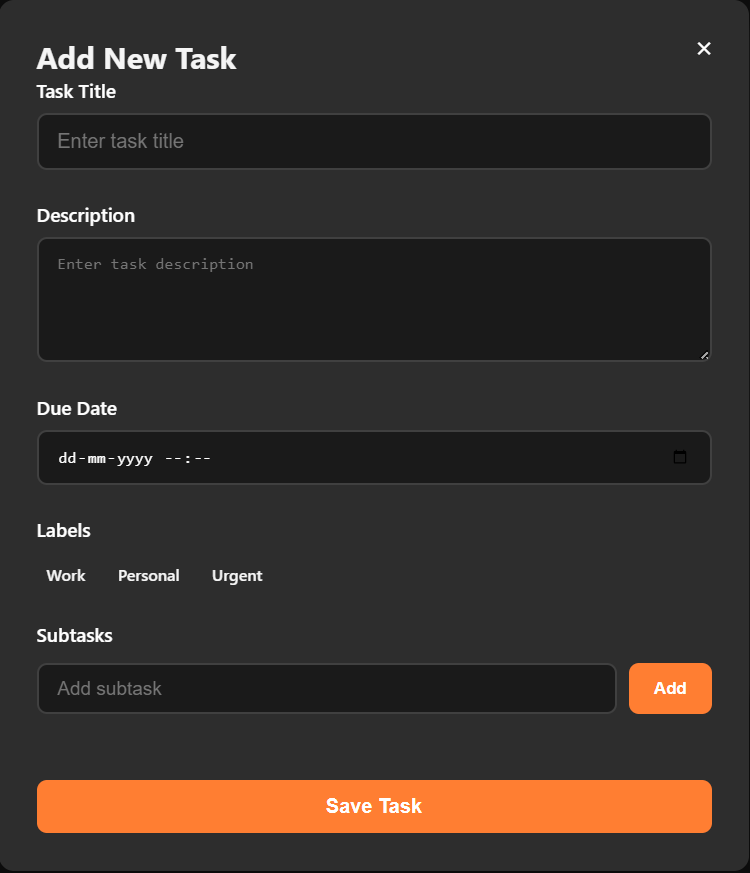 Add New Task
✕
Task Title
Enter task title
Description
Enter task description
Due Date
dd-mm-yyyy --:--
Labels
Work Personal Urgent
Subtasks
Add subtask Add
Save Task